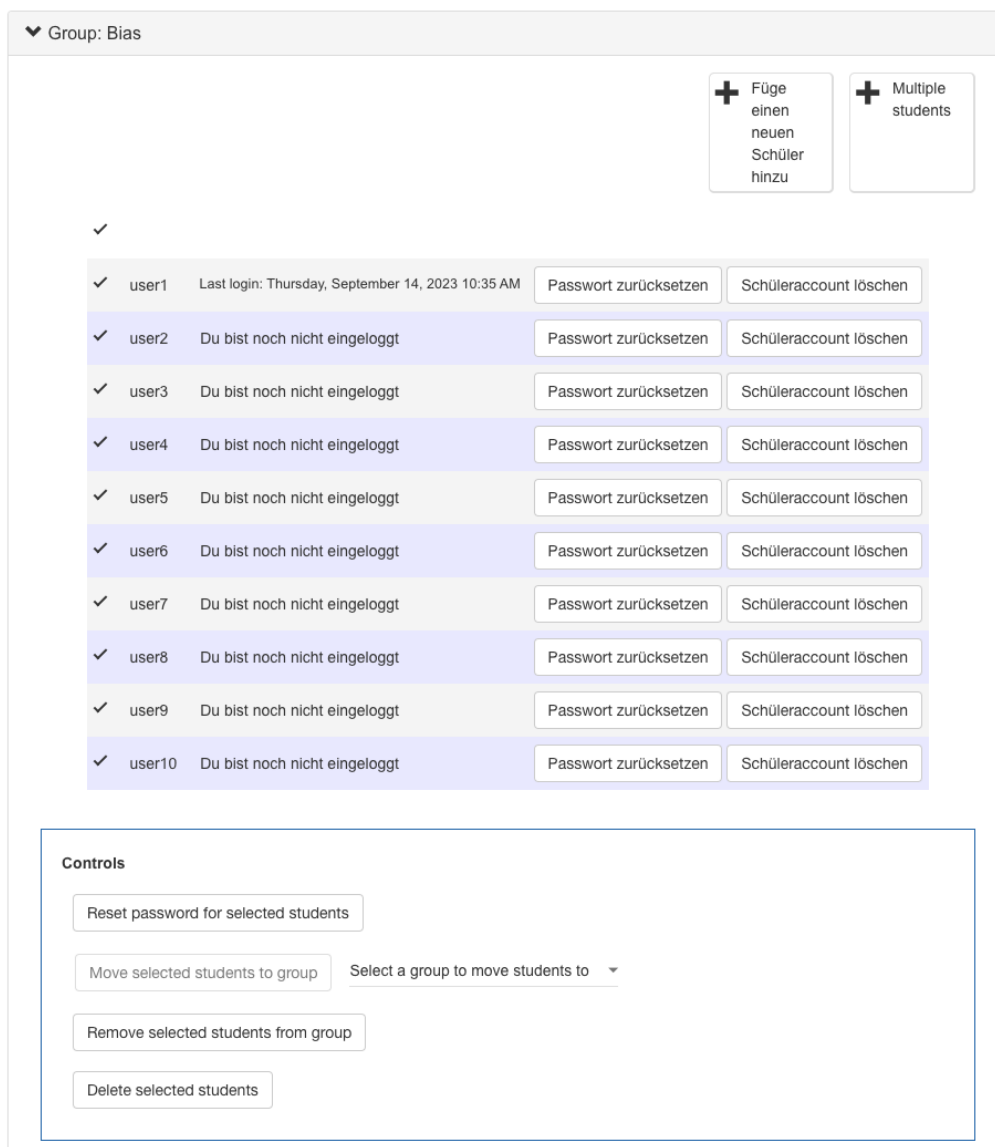 Group: Bias
Füge
einen
neuen
Schüler
hinzu
Multiple
students
user1 Last login: Thursday, September 14, 2023 10:35 AM Passwort zurücksetzen Schüleraccount löschen
user2 Du bist noch nicht eingeloggt Passwort zurücksetzen Schüleraccount löschen
user3 Du bist noch nicht eingeloggt Passwort zurücksetzen Schüleraccount löschen
user4 Du bist noch nicht eingeloggt Passwort zurücksetzen Schüleraccount löschen
user5 Du bist noch nicht eingeloggt Passwort zurücksetzen Schüleraccount löschen
user6 Du bist noch nicht eingeloggt Passwort zurücksetzen Schüleraccount löschen
user7 Du bist noch nicht eingeloggt Passwort zurücksetzen Schüleraccount löschen
user8 Du bist noch nicht eingeloggt Passwort zurücksetzen Schüleraccount löschen
user9 Du bist noch nicht eingeloggt Passwort zurücksetzen Schüleraccount löschen
user10 Du bist noch nicht eingeloggt Passwort zurücksetzen Schüleraccount löschen
Controls
Reset password for selected students
Move selected students to group Select a group to move students to
Remove selected students from group
Delete selected students